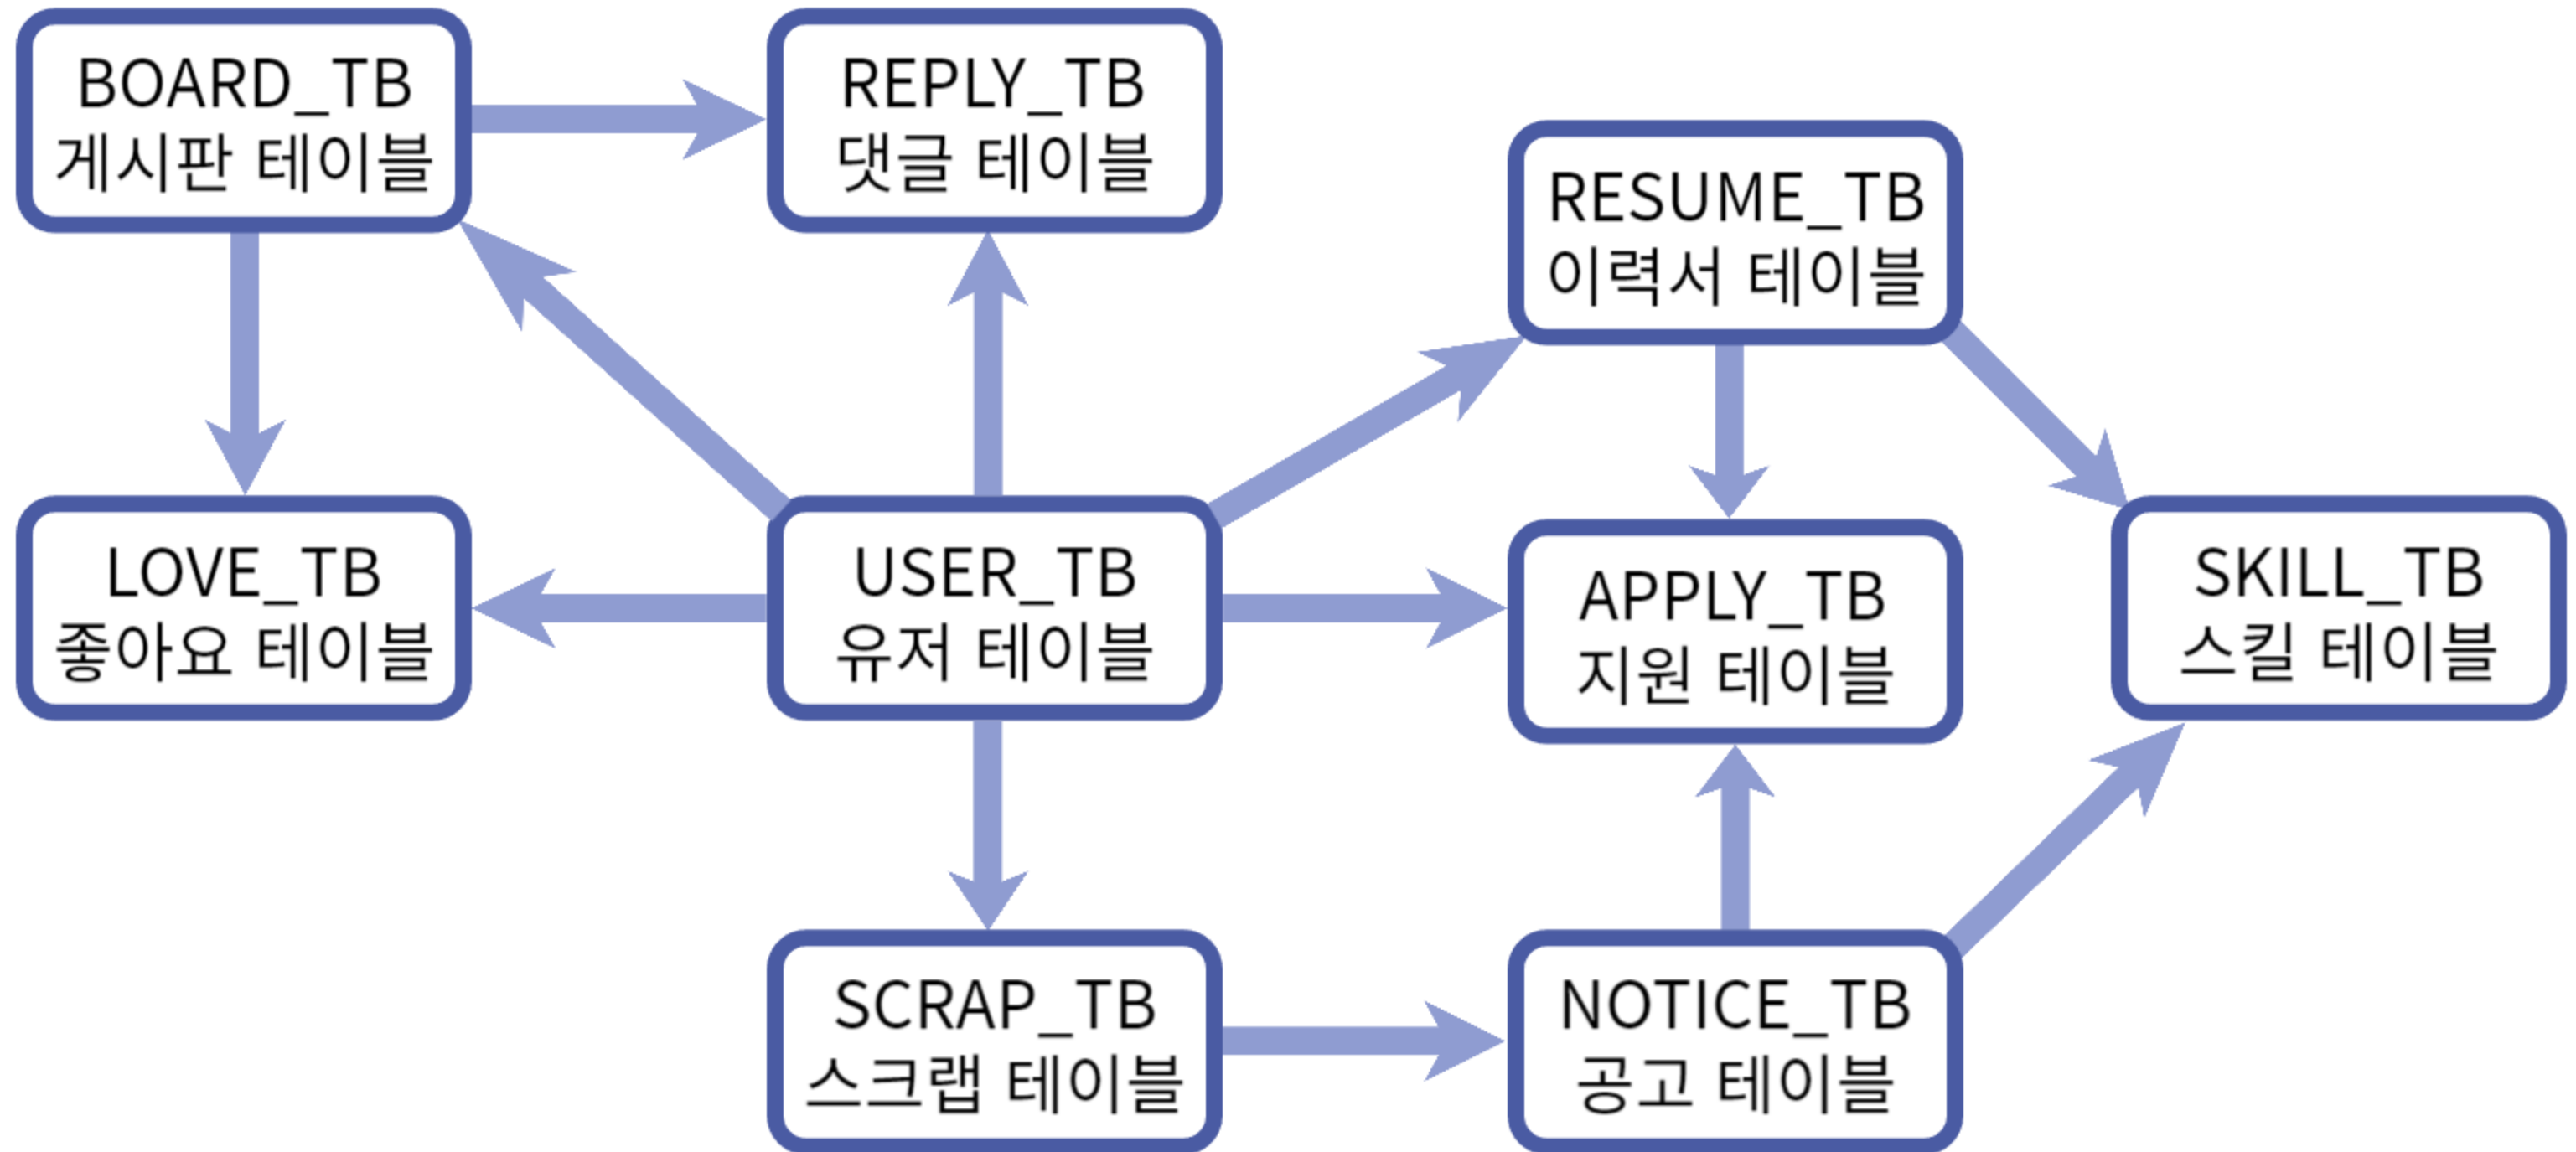 BOARD_TB
게시판 테이블
REPLY_TB
댓글 테이블
RESUME_TB
이력서 테이블
LOVE_TB
좋아요 테이블
USER_TB
유저 테이블
APPLY_TB
지원 테이블
SKILL_TB
스킬 테이블
SCRAP_TB
스크랩 테이블
NOTICE_TB
공고 테이블